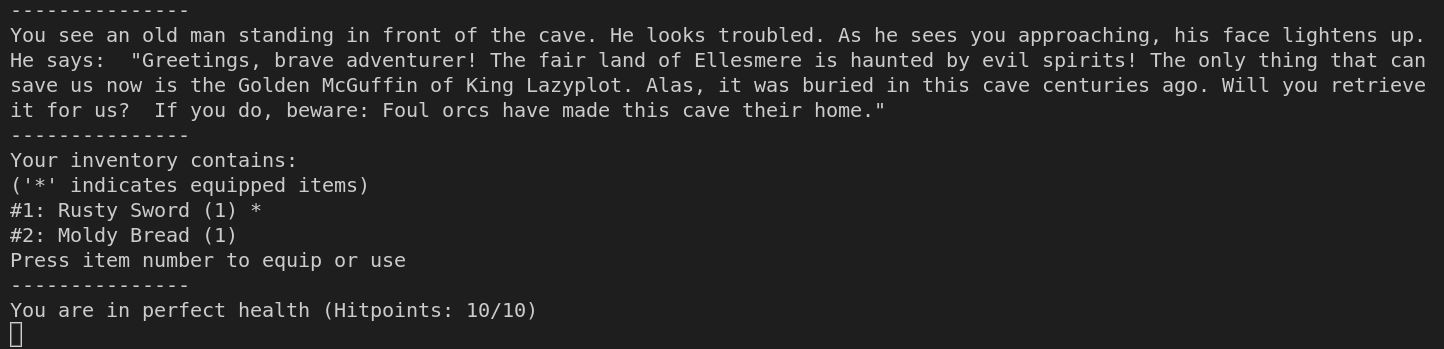 ---------------
You see an old man standing in front of the cave. He looks troubled. As he sees you approaching, his face lightens up.
He says:  "Greetings, brave adventurer! The fair land of Ellesmere is haunted by evil spirits! The only thing that can
save us now is the Golden McGuffin of King Lazyplot. Alas, it was buried in this cave centuries ago. Will you retrieve
it for us?  If you do, beware: Foul orcs have made this cave their home."
---------------
Your inventory contains:
('*' indicates equipped items)
#1: Rusty Sword (1) *
#2: Moldy Bread (1)
Press item number to equip or use
---------------
You are in perfect health (Hitpoints: 10/10)